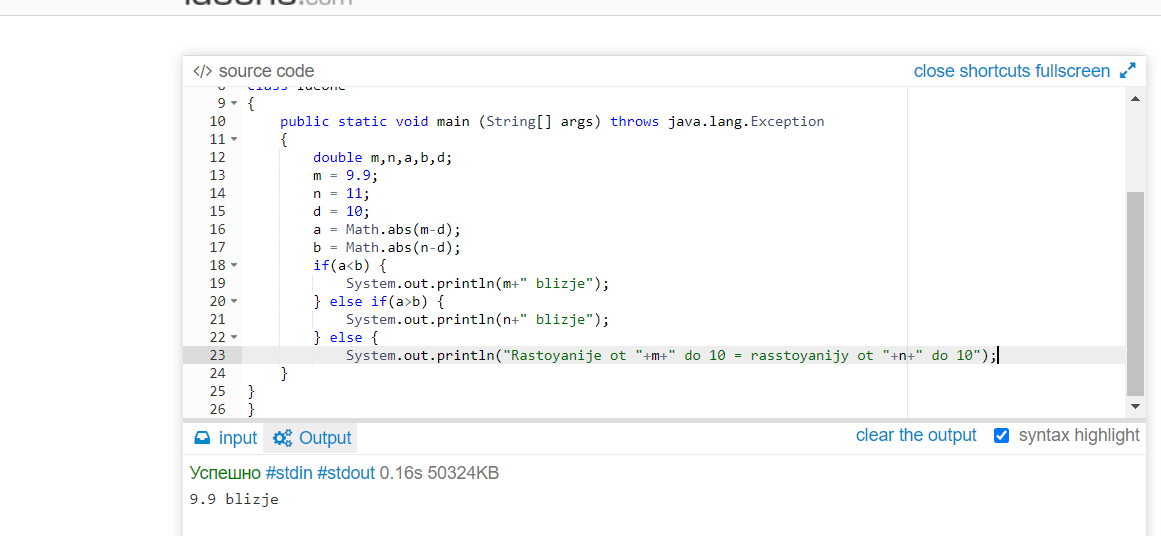 </> source code
close shortcuts fullscreen
9 {
10 public static void main (String[] args) throws java.lang.Exception
11 {
12 double m,n,a,b,d;
13 m = 9.9;
14 n = 11;
15 d = 10;
16 a = Math.abs(m-d);
17 b = Math.abs(n-d);
18 if(a<b) {
19 System.out.println(m+" blizje");
20 } else if(a>b) {
21 System.out.println(n+" blizje");
22 } else {
23 System.out.println("Rastoyanije ot "+m+" do 10 = rasstoyanijy ot "+n+" do 10");
24 }
25 }
26 }
input Output
clear the output syntax highlight
Успешно #stdin #stdout 0.16s 50324KB
9.9 blizje